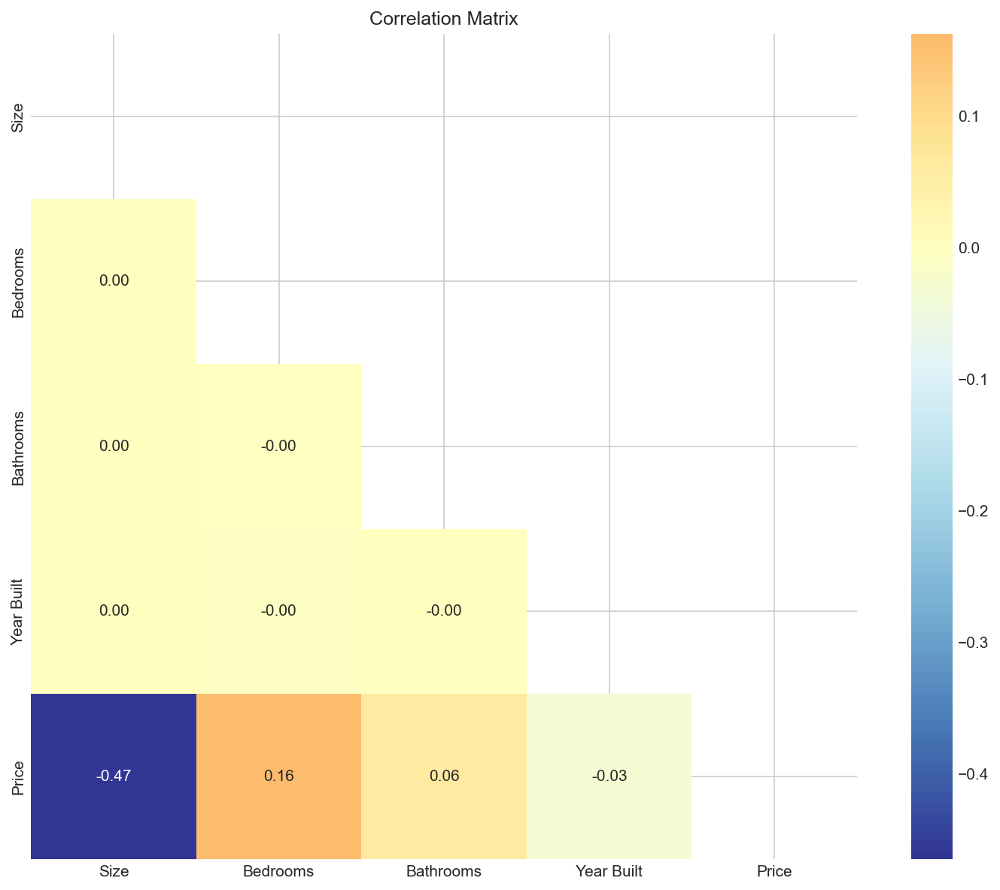 Correlation Matrix
Size
Bedrooms
0.00
Bathrooms
0.00 -0.00
Year Built
0.00 -0.00 -0.00
Price
-0.47 0.16 0.06 -0.03
Size Bedrooms Bathrooms Year Built Price
0.1
0.0
−0.1
−0.2
−0.3
−0.4